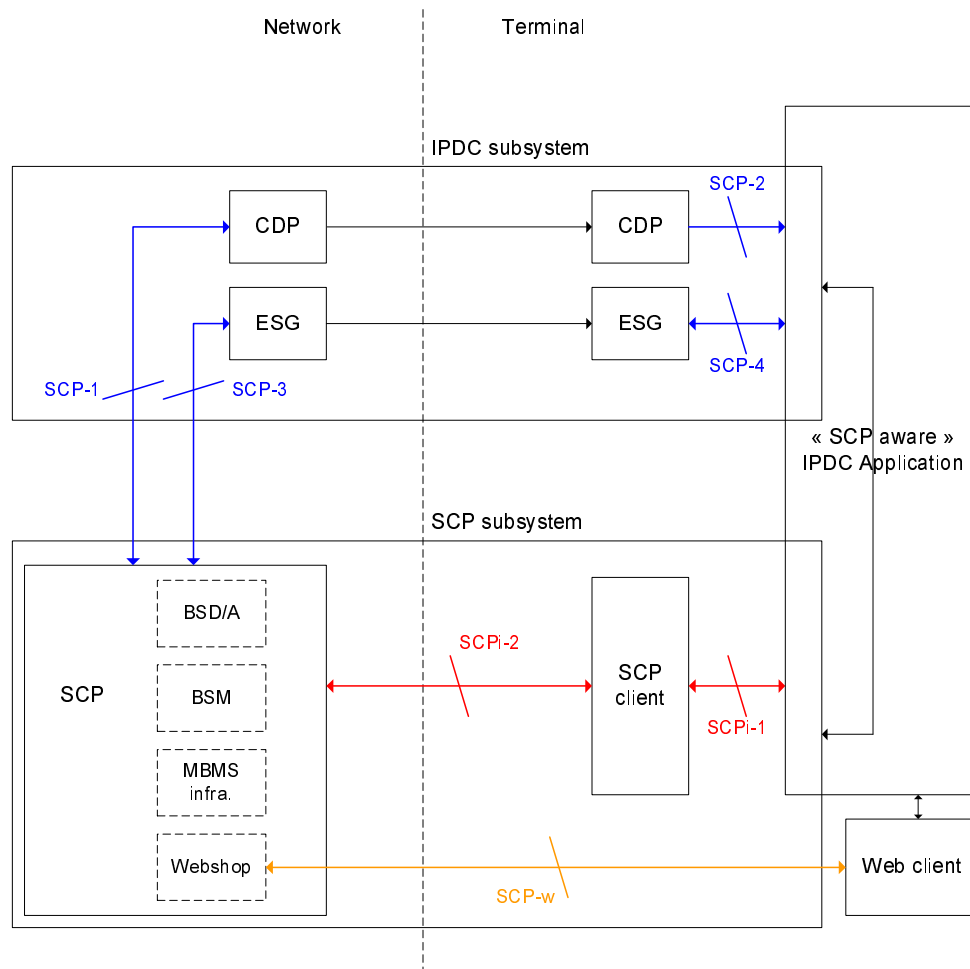 Network
Terminal
IPDC subsystem
SCP-2
CDP
CDP
ESG
ESG
SCP-4
SCP-1
SCP-3
« SCP aware »
IPDC Application
SCP subsystem
BSD/A
SCPi-2
SCP
client
SCP
BSM
SCPi-1
MBMS
infra.
Webshop
Web client
SCP-w